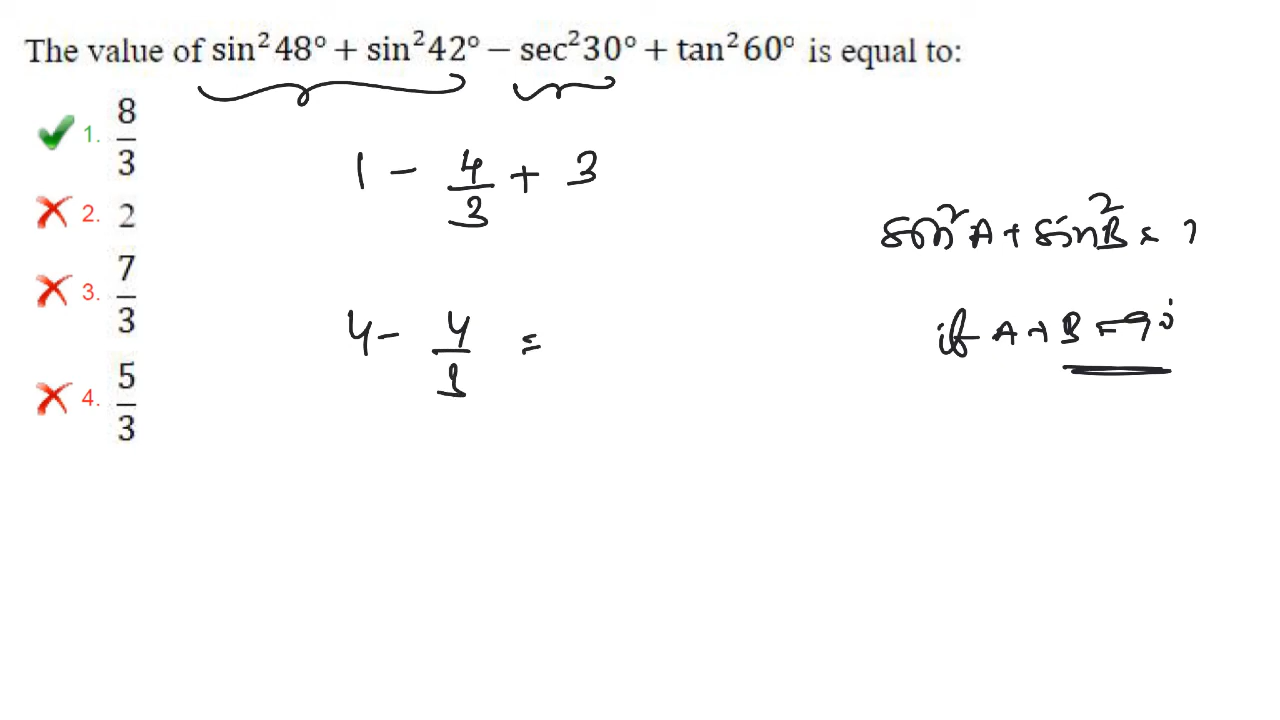 The value of sin²48° + sin²42° − sec²30° + tan²60° is equal to:
1. 8/3
2. 2
3. 7/3
4. 5/3
1 - 4/3 + 3
4 - 4/3 =
sin²A + sin²B = 1
if A + B = 90°